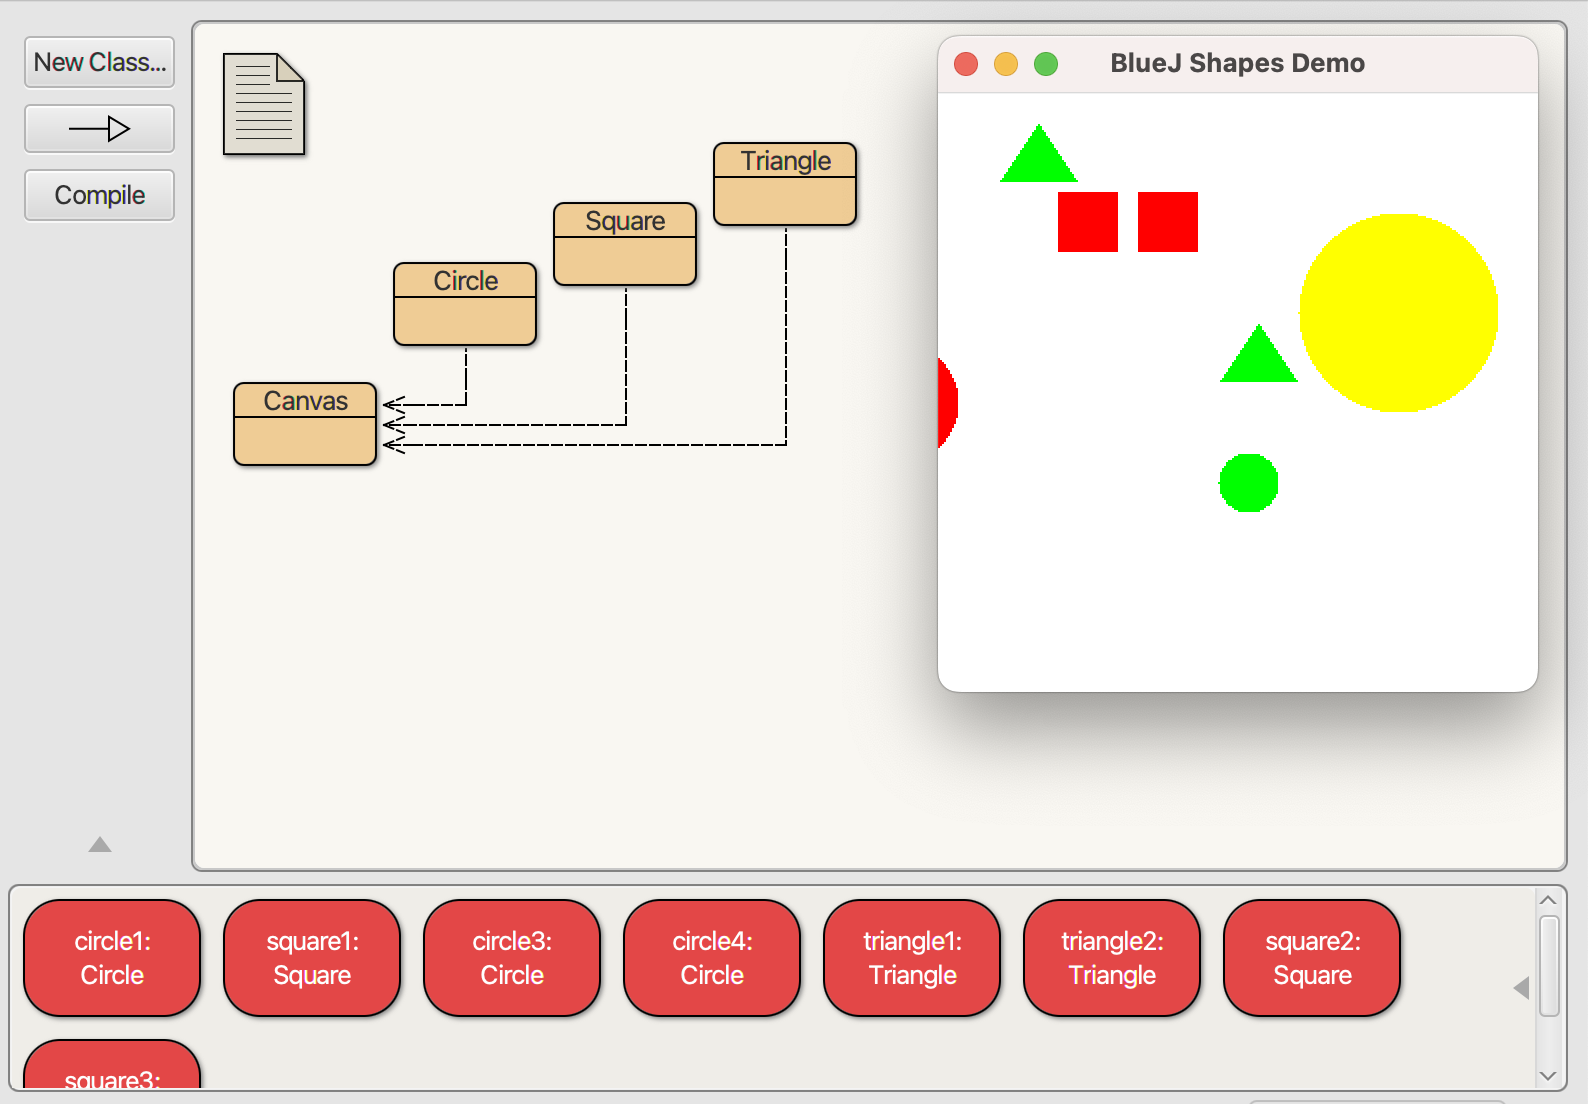 New Class...
Compile
BlueJ Shapes Demo
Triangle
Square
Circle
Canvas
circle1:
Circle
square1:
Square
circle3:
Circle
circle4:
Circle
triangle1:
Triangle
triangle2:
Triangle
square2:
Square
square3: